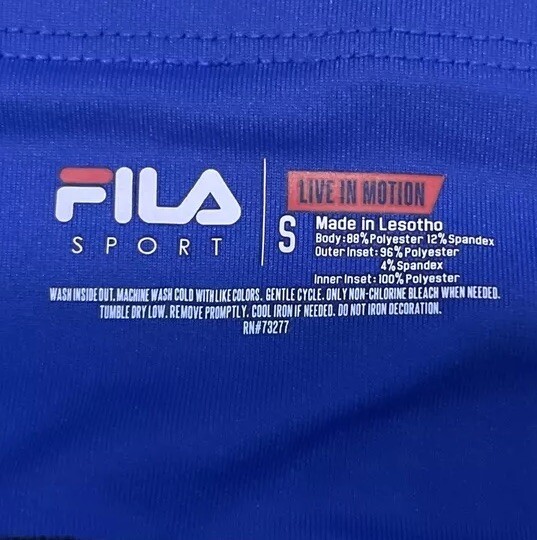 FILA
SPORT
LIVE IN MOTION
S
Made in Lesotho
Body:88%Polyester 12%Spandex
Outer Inset:96%Polyester
4%Spandex
Inner Inset:100%Polyester
WASH INSIDE OUT. MACHINE WASH COLD WITH LIKE COLORS. GENTLE CYCLE. ONLY NON-CHLORINE BLEACH WHEN NEEDED.
TUMBLE DRY LOW. REMOVE PROMPTLY. COOL IRON IF NEEDED. DO NOT IRON DECORATION.
RN#73277